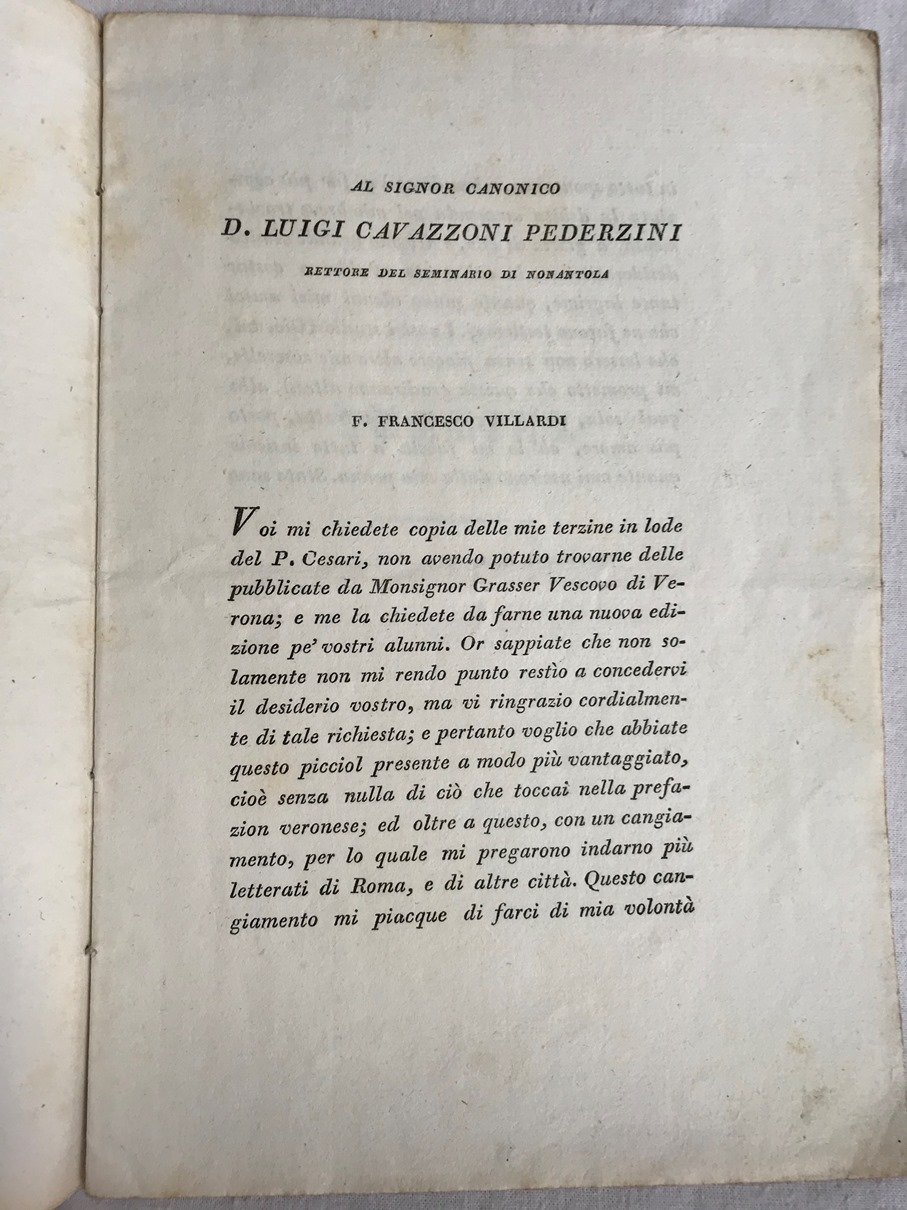 AL SIGNOR CANONICO
D. LUIGI CAVAZZONI PEDERZINI
RETTORE DEL SEMINARIO DI NONANTOLA
F. FRANCESCO VILLARDI
Voi mi chiedete copia delle mie terzine in lode
del P. Cesari, non avendo potuto trovarne delle
pubblicate da Monsignor Grasser Vescovo di Ve-
rona; e me la chiedete da farne una nuova edi-
zione pe' vostri alunni. Or sappiate che non so-
lamente non mi rendo punto restìo a concedervi
il desiderio vostro, ma vi ringrazio cordialmen-
te di tale richiesta; e pertanto voglio che abbiate
questo picciol presente a modo più vantaggiato,
cioè senza nulla di ciò che toccai nella prefa-
zion veronese; ed oltre a questo, con un cangia-
mento, per lo quale mi pregarono indarno più
letterati di Roma, e di altre città. Questo can-
giamento mi piacque di farci di mia volontà